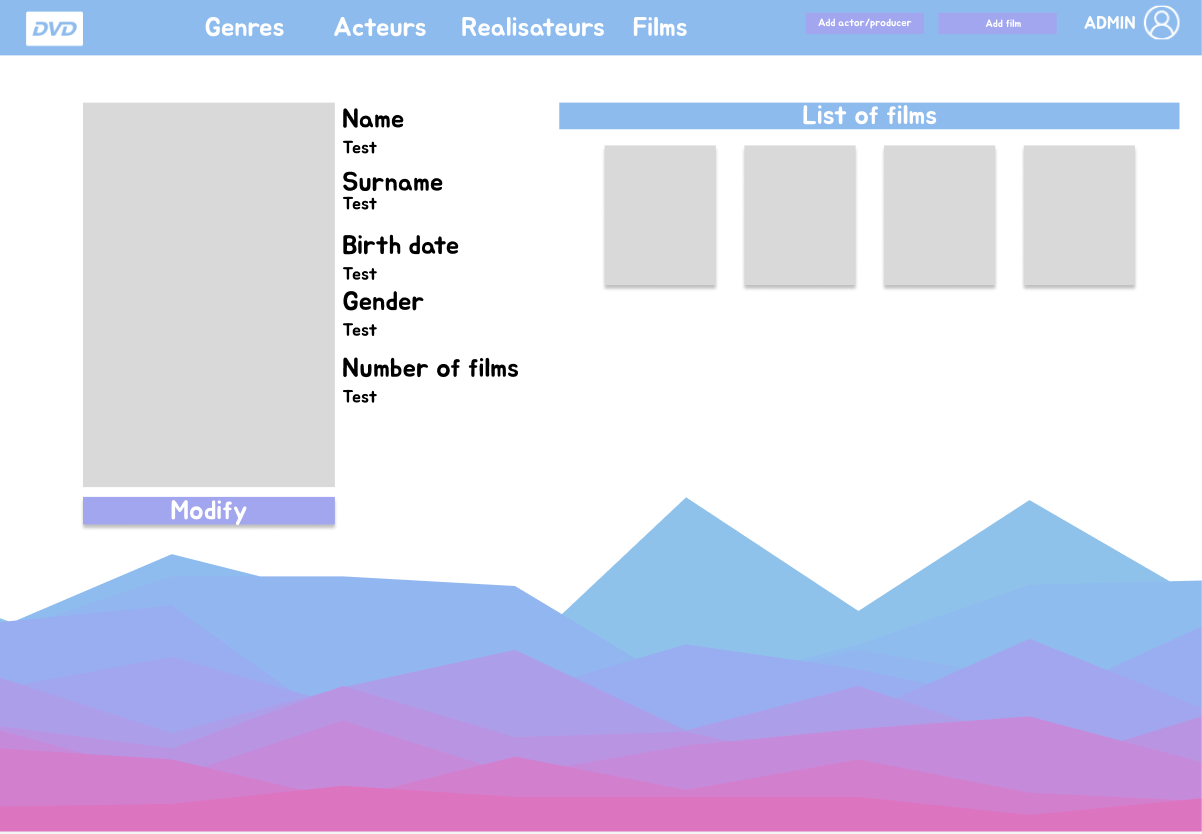 DVD
Genres
Acteurs
Realisateurs
Films
Add actor/producer
Add film
ADMIN
Name
Test
Surname
Test
Birth date
Test
Gender
Test
Number of films
Test
Modify
List of films